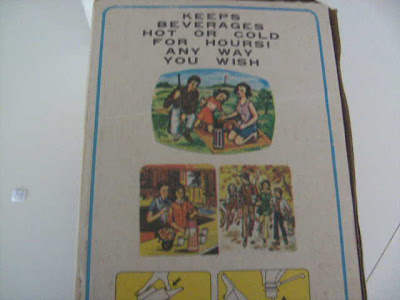 KEEPS
BEVERAGES
HOT OR COLD
FOR HOURS!
ANY WAY
YOU WISH